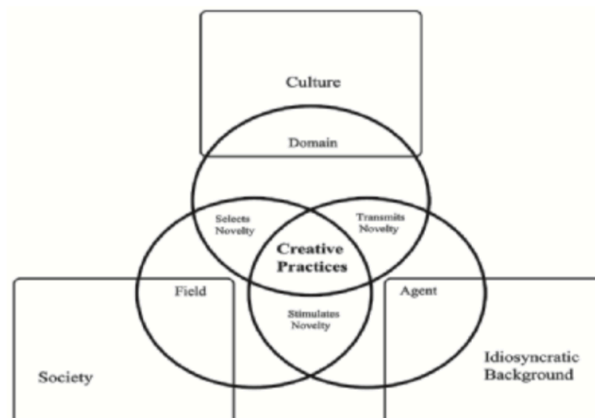 Culture
Domain
Selects
Novelty
Transmits
Novelty
Creative
Practices
Field
Agent
Stimulates
Novelty
Society
Idiosyncratic
Background